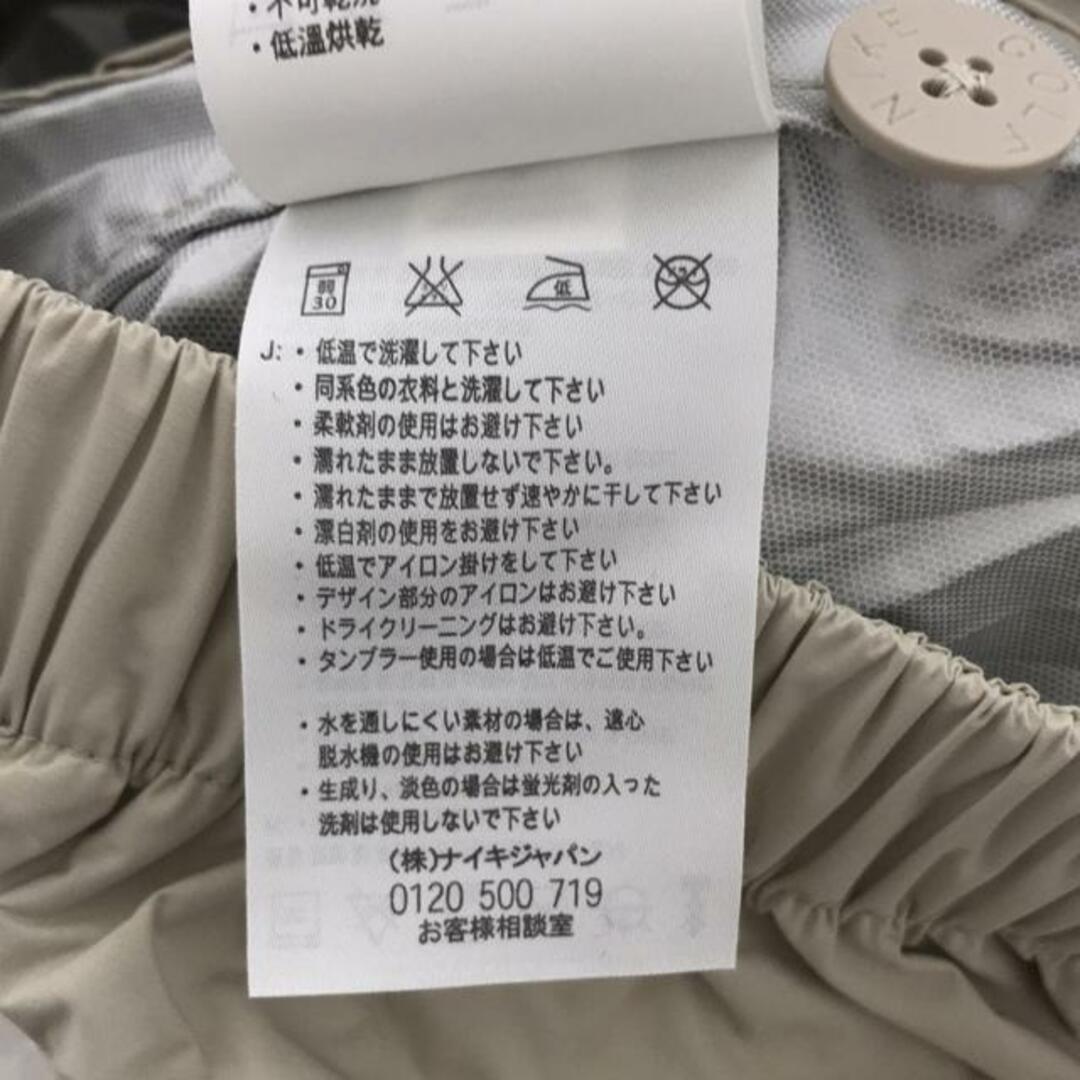 ・不可乾洗
・低溫烘乾
GOLF
NIKE
弱
30
低
J: ・低温で洗濯して下さい
・同系色の衣料と洗濯して下さい
・柔軟剤の使用はお避け下さい
・濡れたまま放置しないで下さい。
・濡れたままで放置せず速やかに干して下さい
・漂白剤の使用をお避け下さい
・低温でアイロン掛けをして下さい
・デザイン部分のアイロンはお避け下さい
・ドライクリーニングはお避け下さい。
・タンブラー使用の場合は低温でご使用下さい
・水を通しにくい素材の場合は、遠心
脱水機の使用はお避け下さい
・生成り、淡色の場合は蛍光剤の入った
洗剤は使用しないで下さい
(株)ナイキジャパン
0120 500 719
お客様相談室